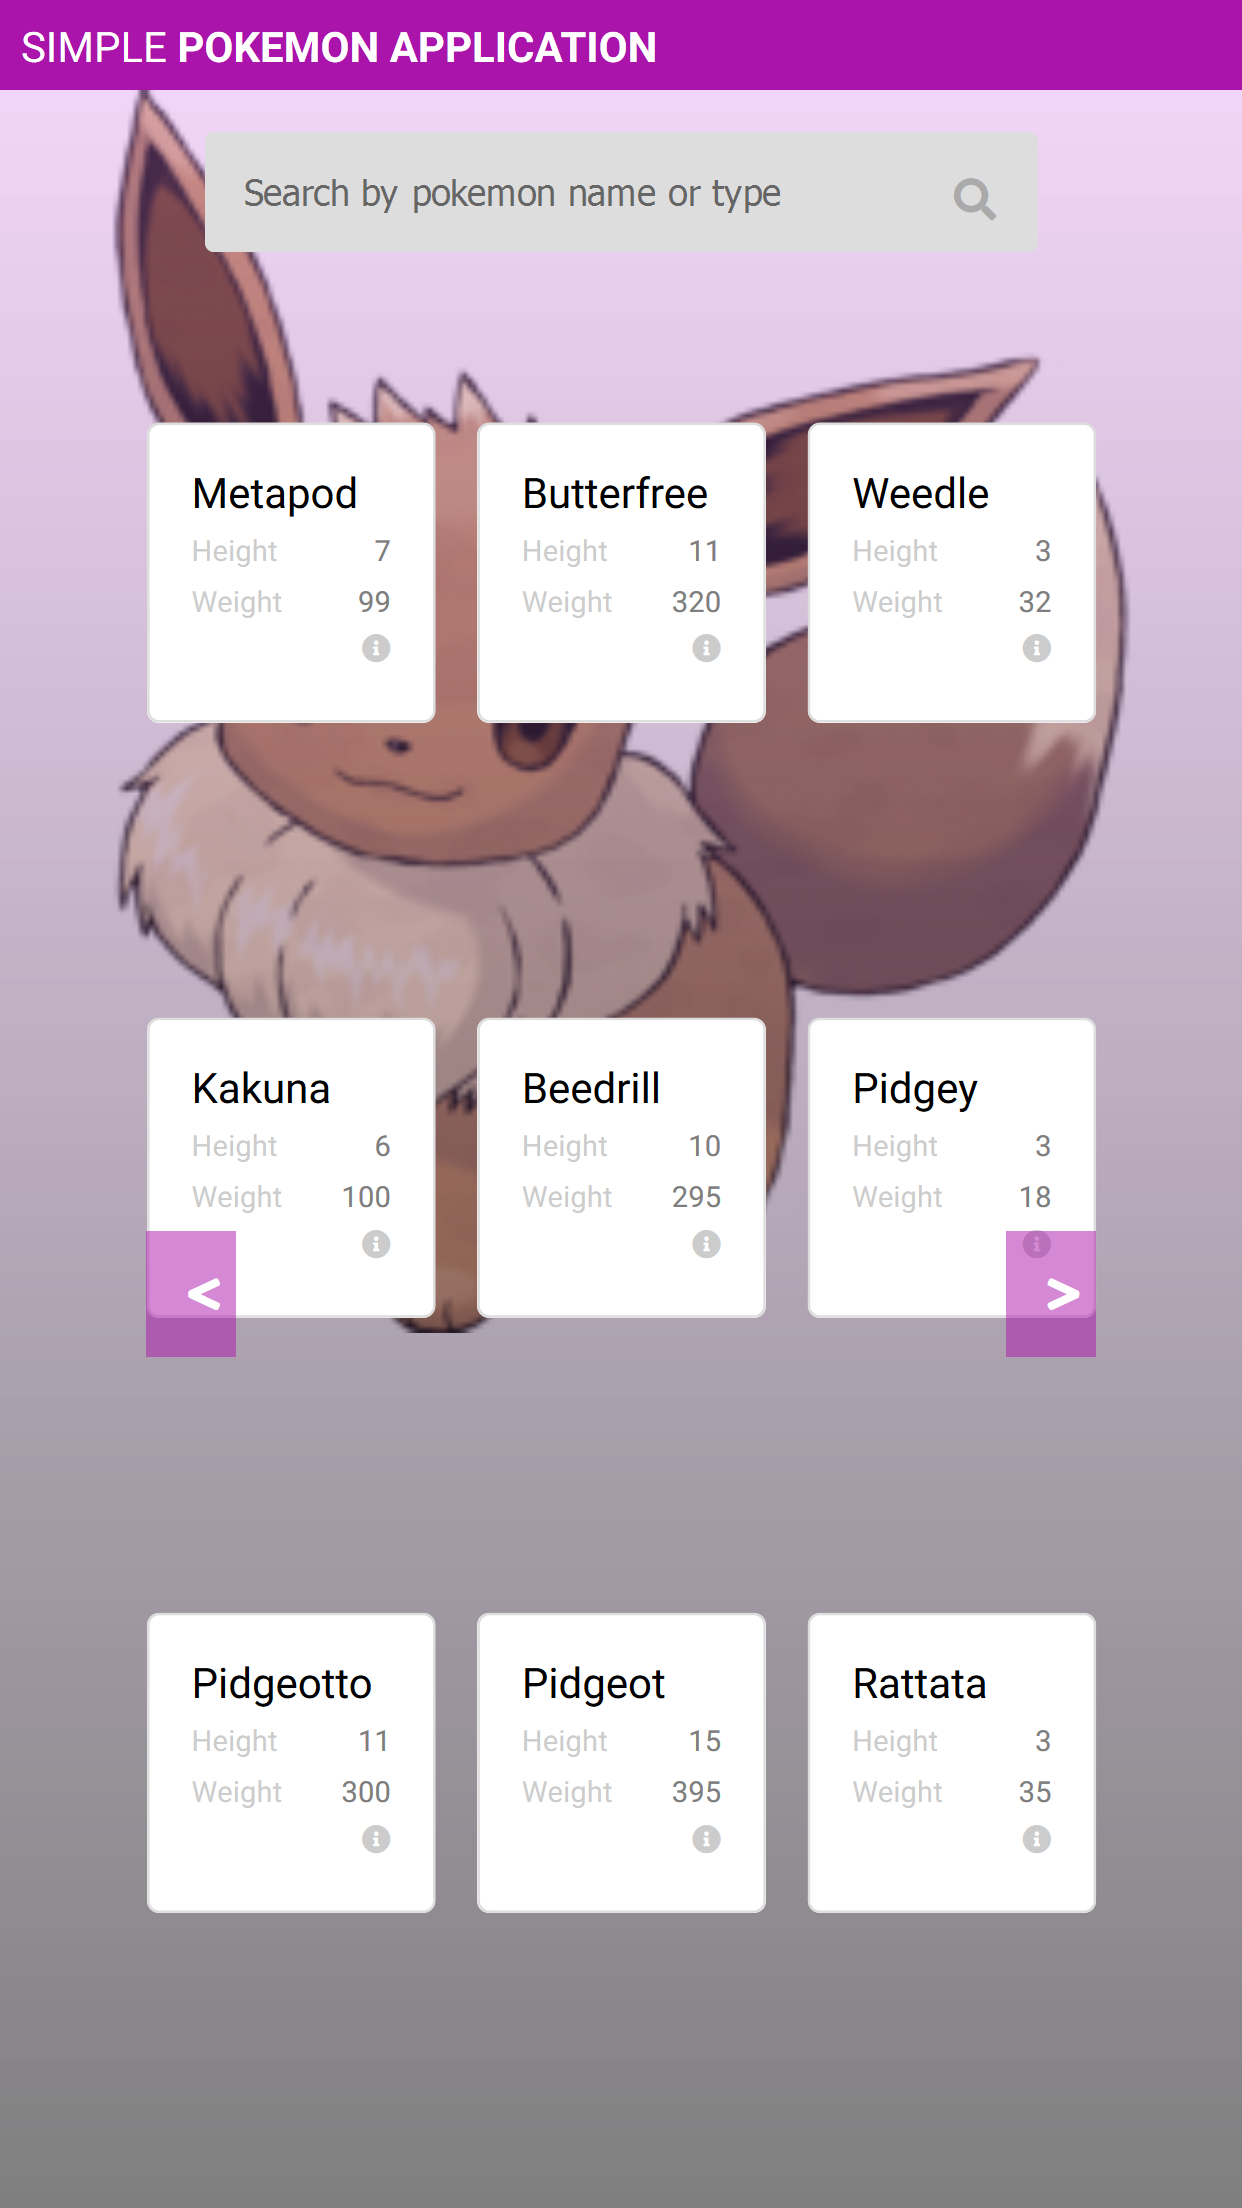 SIMPLE POKEMON APPLICATION
Search by pokemon name or type
Metapod
Height 7
Weight 99
Butterfree
Height 11
Weight 320
Weedle
Height 3
Weight 32
Kakuna
Height 6
Weight 100
Beedrill
Height 10
Weight 295
Pidgey
Height 3
Weight 18
< >
Pidgeotto
Height 11
Weight 300
Pidgeot
Height 15
Weight 395
Rattata
Height 3
Weight 35